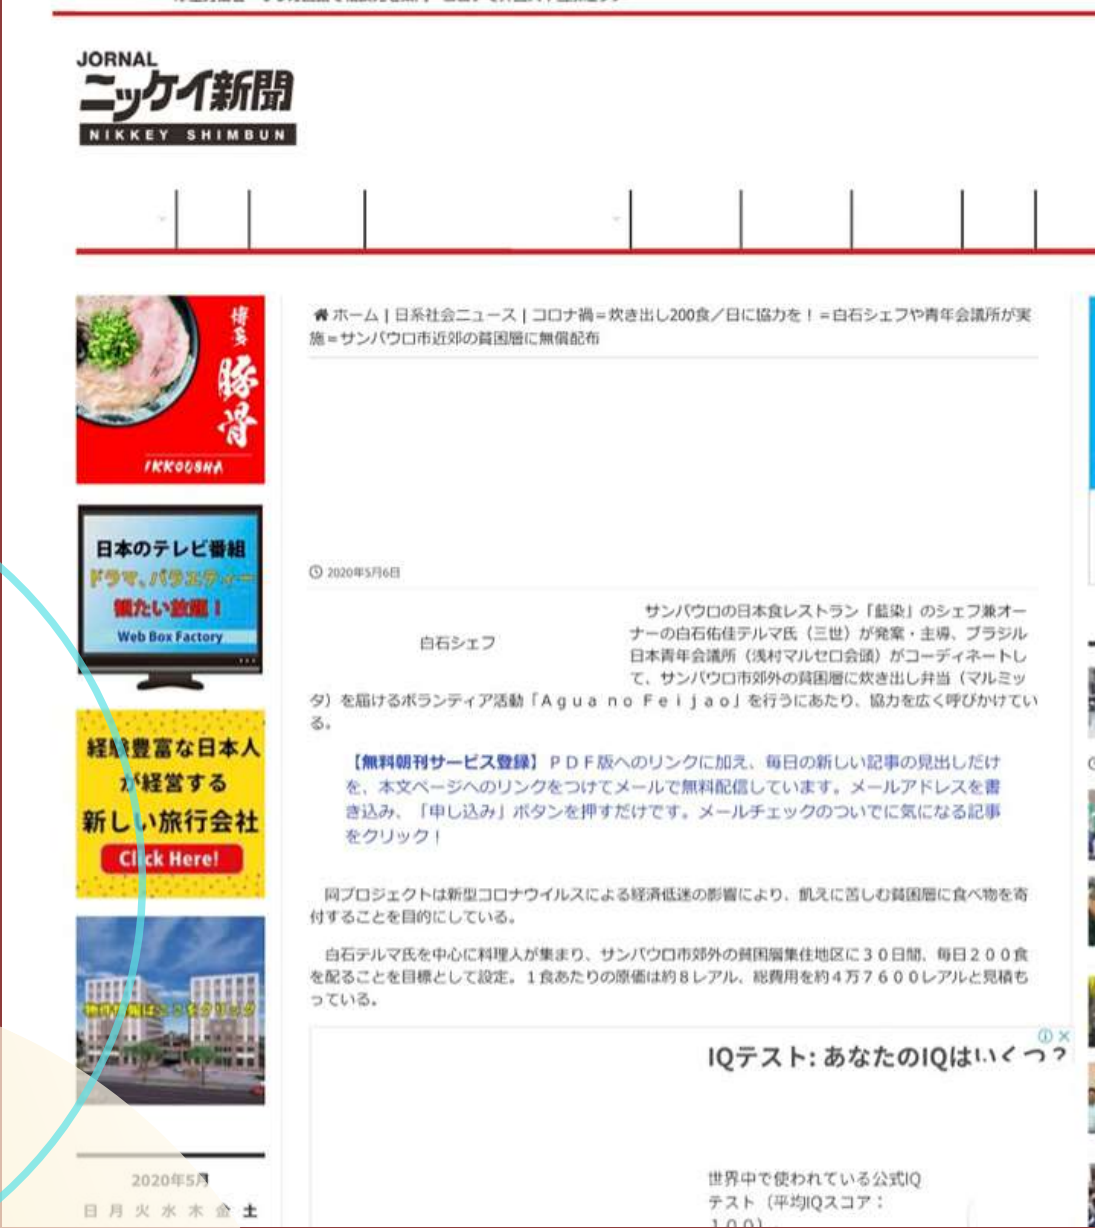 JORNAL
ニッケイ新聞
NIKKEY SHIMBUN
博多
豚骨
IKKOUSHA
日本のテレビ番組
ドラマ、バラエティー
観たい放題！
Web Box Factory
経験豊富な日本人
が経営する
新しい旅行会社
Click Here!
物件情報はここをクリック
2020年5月
日 月 火 水 木 金 土
ホーム | 日系社会ニュース | コロナ禍＝炊き出し200食／日に協力を！＝白石シェフや青年会議所が実
施＝サンパウロ市近郊の貧困層に無償配布
2020年5月6日
白石シェフ
サンパウロの日本食レストラン「藍染」のシェフ兼オー
ナーの白石佑佳テルマ氏（三世）が発案・主導、ブラジル
日本青年会議所（浅村マルセロ会頭）がコーディネートし
て、サンパウロ市郊外の貧困層に炊き出し弁当（マルミッ
タ）を届けるボランティア活動「Ａｇｕａ ｎｏ Ｆｅｉｊａｏ」を行うにあたり、協力を広く呼びかけてい
る。
【無料朝刊サービス登録】ＰＤＦ版へのリンクに加え、毎日の新しい記事の見出しだけ
を、本文ページへのリンクをつけてメールで無料配信しています。メールアドレスを書
き込み、「申し込み」ボタンを押すだけです。メールチェックのついでに気になる記事
をクリック！
同プロジェクトは新型コロナウイルスによる経済低迷の影響により、飢えに苦しむ貧困層に食べ物を寄
付することを目的にしている。
白石テルマ氏を中心に料理人が集まり、サンパウロ市郊外の貧困層集住地区に３０日間、毎日２００食
を配ることを目標として設定。１食あたりの原価は約８レアル、総費用を約４万７６００レアルと見積も
っている。
IQテスト: あなたのIQはいくつ？
世界中で使われている公式IQ
テスト（平均IQスコア：
１００）